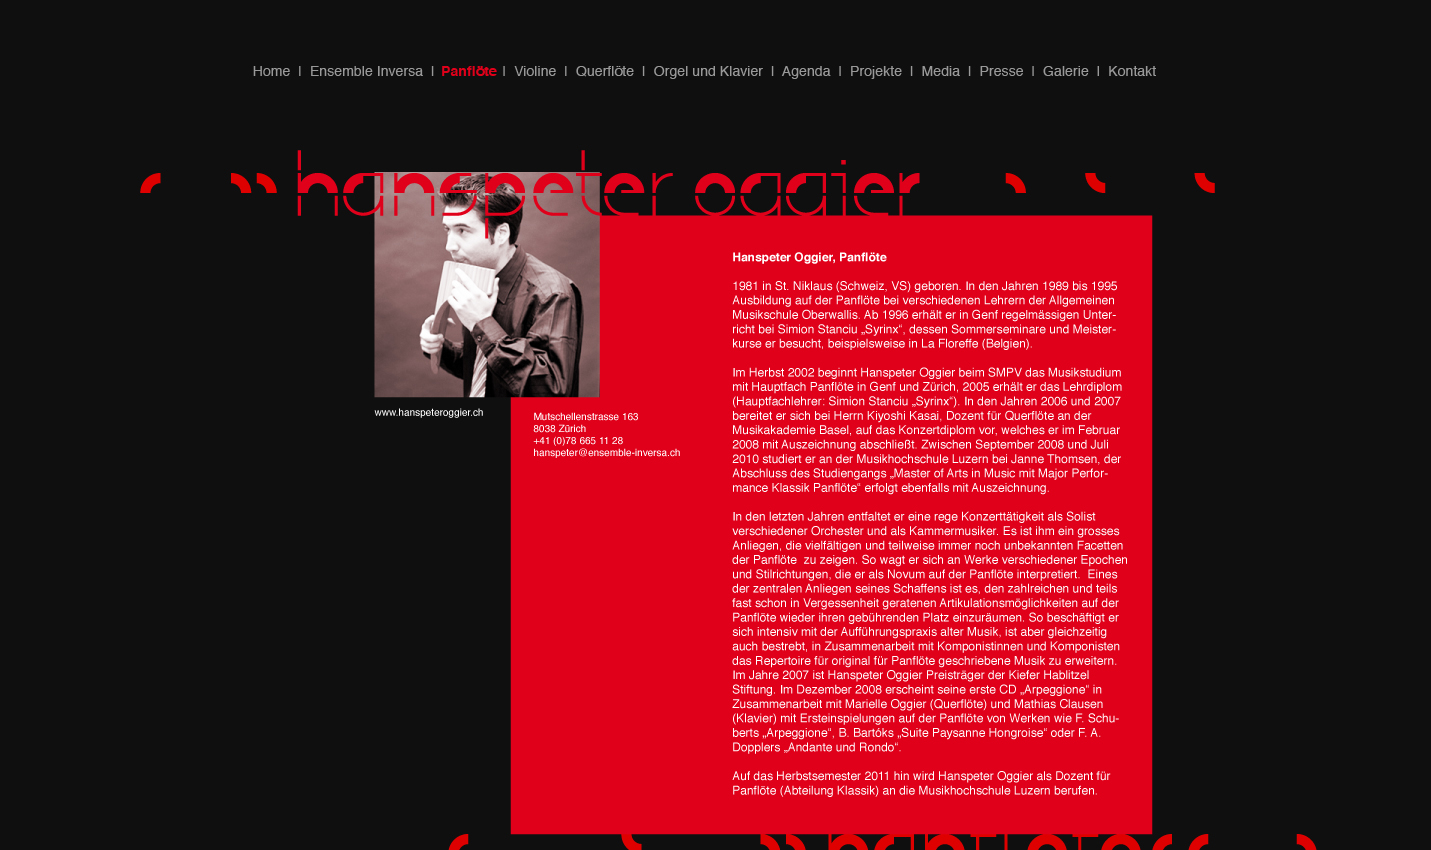 Home I Ensemble Inversa I Panflöte I Violine I Querflöte I Orgel und Klavier I Agenda I Projekte I Media I Presse I Galerie I Kontakt
hanspeter oggier
www.hanspeteroggier.ch
Mutschellenstrasse 163
8038 Zürich
+41 (0)78 665 11 28
hanspeter@ensemble-inversa.ch
Hanspeter Oggier, Panflöte
1981 in St. Niklaus (Schweiz, VS) geboren. In den Jahren 1989 bis 1995
Ausbildung auf der Panflöte bei verschiedenen Lehrern der Allgemeinen
Musikschule Oberwallis. Ab 1996 erhält er in Genf regelmässigen Unter-
richt bei Simion Stanciu „Syrinx“, dessen Sommerseminare und Meister-
kurse er besucht, beispielsweise in La Floreffe (Belgien).
Im Herbst 2002 beginnt Hanspeter Oggier beim SMPV das Musikstudium
mit Hauptfach Panflöte in Genf und Zürich, 2005 erhält er das Lehrdiplom
(Hauptfachlehrer: Simion Stanciu „Syrinx“). In den Jahren 2006 und 2007
bereitet er sich bei Herrn Kiyoshi Kasai, Dozent für Querflöte an der
Musikakademie Basel, auf das Konzertdiplom vor, welches er im Februar
2008 mit Auszeichnung abschließt. Zwischen September 2008 und Juli
2010 studiert er an der Musikhochschule Luzern bei Janne Thomsen, der
Abschluss des Studiengangs „Master of Arts in Music mit Major Perfor-
mance Klassik Panflöte“ erfolgt ebenfalls mit Auszeichnung.
In den letzten Jahren entfaltet er eine rege Konzerttätigkeit als Solist
verschiedener Orchester und als Kammermusiker. Es ist ihm ein grosses
Anliegen, die vielfältigen und teilweise immer noch unbekannten Facetten
der Panflöte  zu zeigen. So wagt er sich an Werke verschiedener Epochen
und Stilrichtungen, die er als Novum auf der Panflöte interpretiert.  Eines
der zentralen Anliegen seines Schaffens ist es, den zahlreichen und teils
fast schon in Vergessenheit geratenen Artikulationsmöglichkeiten auf der
Panflöte wieder ihren gebührenden Platz einzuräumen. So beschäftigt er
sich intensiv mit der Aufführungspraxis alter Musik, ist aber gleichzeitig
auch bestrebt, in Zusammenarbeit mit Komponistinnen und Komponisten
das Repertoire für original für Panflöte geschriebene Musik zu erweitern.
Im Jahre 2007 ist Hanspeter Oggier Preisträger der Kiefer Hablitzel
Stiftung. Im Dezember 2008 erscheint seine erste CD „Arpeggione“ in
Zusammenarbeit mit Marielle Oggier (Querflöte) und Mathias Clausen
(Klavier) mit Ersteinspielungen auf der Panflöte von Werken wie F. Schu-
berts „Arpeggione“, B. Bartóks „Suite Paysanne Hongroise“ oder F. A.
Dopplers „Andante und Rondo“.
Auf das Herbstsemester 2011 hin wird Hanspeter Oggier als Dozent für
Panflöte (Abteilung Klassik) an die Musikhochschule Luzern berufen.